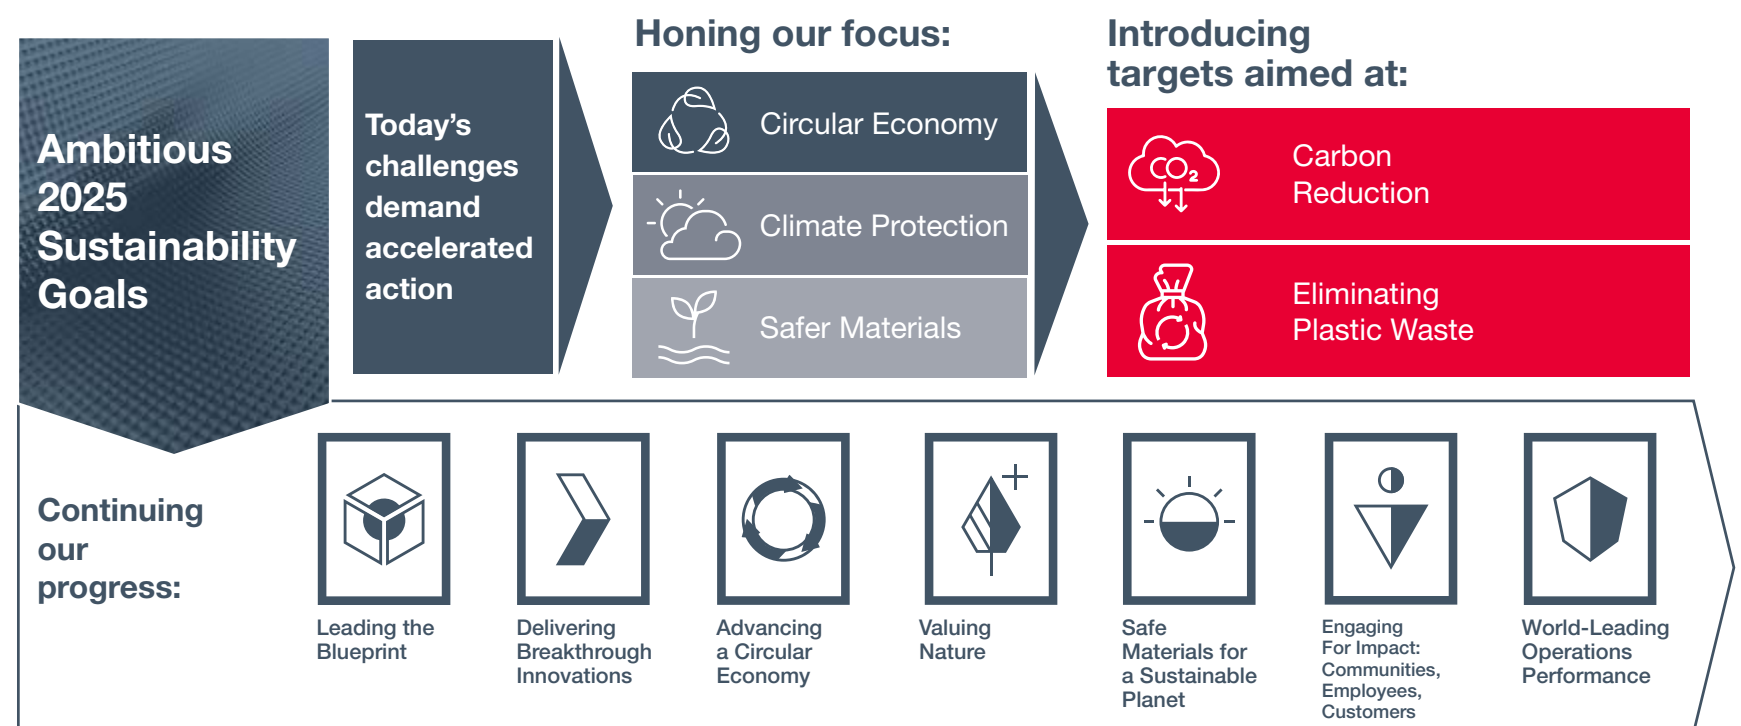 Ambitious
2025
Sustainability
Goals
Today’s
challenges
demand
accelerated
action
Honing our focus:
Circular Economy
Climate Protection
Safer Materials
Introducing
targets aimed at:
CO2
Carbon
Reduction
Eliminating
Plastic Waste
Continuing
our
progress:
Leading the
Blueprint
Delivering
Breakthrough
Innovations
Advancing
a Circular
Economy
Valuing
Nature
Safe
Materials for
a Sustainable
Planet
Engaging
For Impact:
Communities,
Employees,
Customers
World-Leading
Operations
Performance